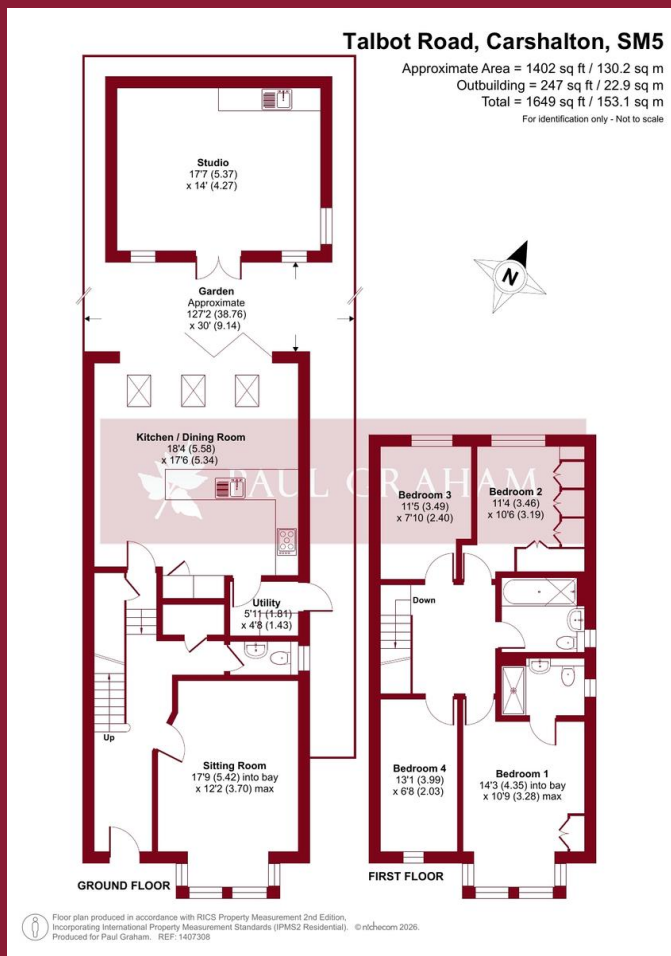 Talbot Road, Carshalton, SM5
Approximate Area = 1402 sq ft / 130.2 sq m
Outbuilding = 247 sq ft / 22.9 sq m
Total = 1649 sq ft / 153.1 sq m
For identification only - Not to scale
Studio
17'7 (5.37)
x 14' (4.27)
N
Garden
Approximate
127'2 (38.76)
x 30' (9.14)
Kitchen / Dining Room
18'4 (5.58)
x 17'6 (5.34)
PAUL GRAHAM
Bedroom 3
11'5 (3.49)
x 7'10 (2.40)
Bedroom 2
11'4 (3.46)
x 10'6 (3.19)
Utility
5'11 (1.81)
x 4'8 (1.43)
Down
Up
Sitting Room
17'9 (5.42) into bay
x 12'2 (3.70) max
Bedroom 4
13'1 (3.99)
x 6'8 (2.03)
Bedroom 1
14'3 (4.35) into bay
x 10'9 (3.28) max
GROUND FLOOR
FIRST FLOOR
Floor plan produced in accordance with RICS Property Measurement 2nd Edition,
Incorporating International Property Measurement Standards (IPMS2 Residential). © nichecom 2026.
Produced for Paul Graham. REF: 1407308